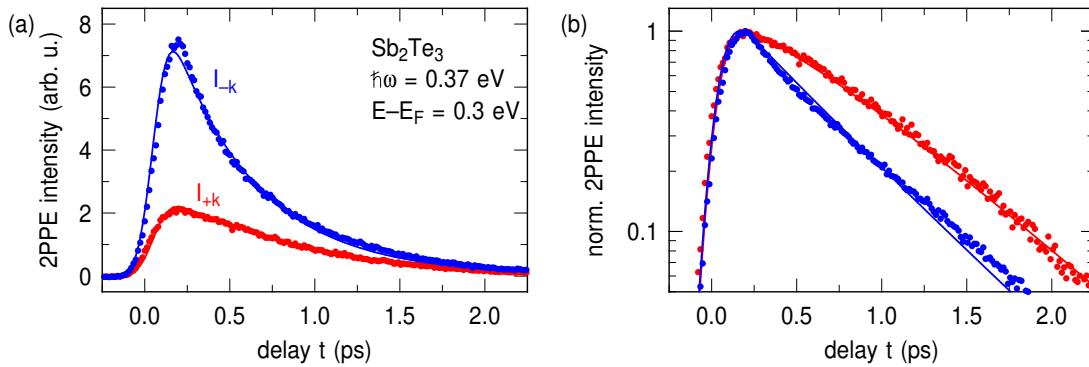 (a)
2PPE intensity (arb. u.)
8
6
4
2
0
I₋ₖ
I₊ₖ
Sb₂Te₃
ħω = 0.37 eV
E–E_F = 0.3 eV
0.0 0.5 1.0 1.5 2.0
delay t (ps)
(b)
norm. 2PPE intensity
1
0.1
0.0 0.5 1.0 1.5 2.0
delay t (ps)